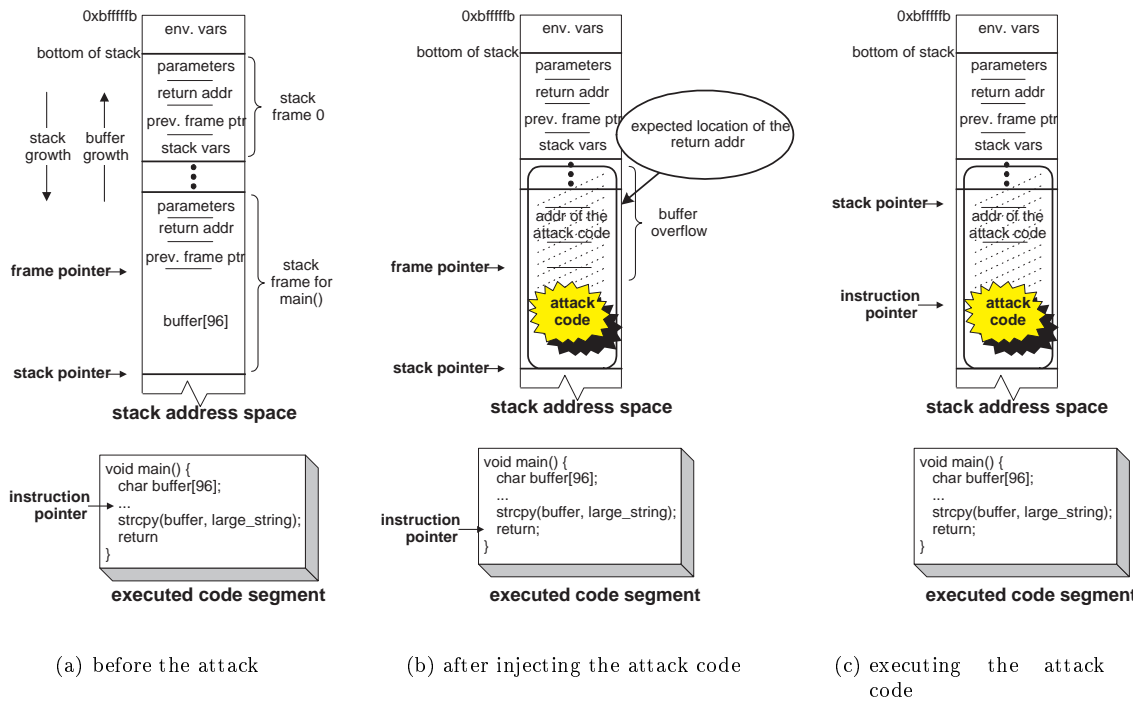 0xbfffffb
env. vars
bottom of stack
parameters
return addr
prev. frame ptr
stack vars
stack
frame 0
stack
growth
buffer
growth
parameters
return addr
prev. frame ptr
frame pointer
stack
frame for
main()
buffer[96]
stack pointer
stack address space
void main() {
char buffer[96];
...
strcpy(buffer, large_string);
return
}
instruction
pointer
executed code segment
(a) before the attack
0xbfffffb
env. vars
bottom of stack
parameters
return addr
prev. frame ptr
stack vars
expected location of the
return addr
addr of the
attack code
buffer
overflow
frame pointer
attack
code
stack pointer
stack address space
void main() {
char buffer[96];
...
strcpy(buffer, large_string);
return;
}
instruction
pointer
executed code segment
(b) after injecting the attack code
0xbfffffb
env. vars
bottom of stack
parameters
return addr
prev. frame ptr
stack vars
stack pointer
addr of the
attack code
instruction
pointer
attack
code
stack address space
void main() {
char buffer[96];
...
strcpy(buffer, large_string);
return;
}
executed code segment
(c) executing the attack
code